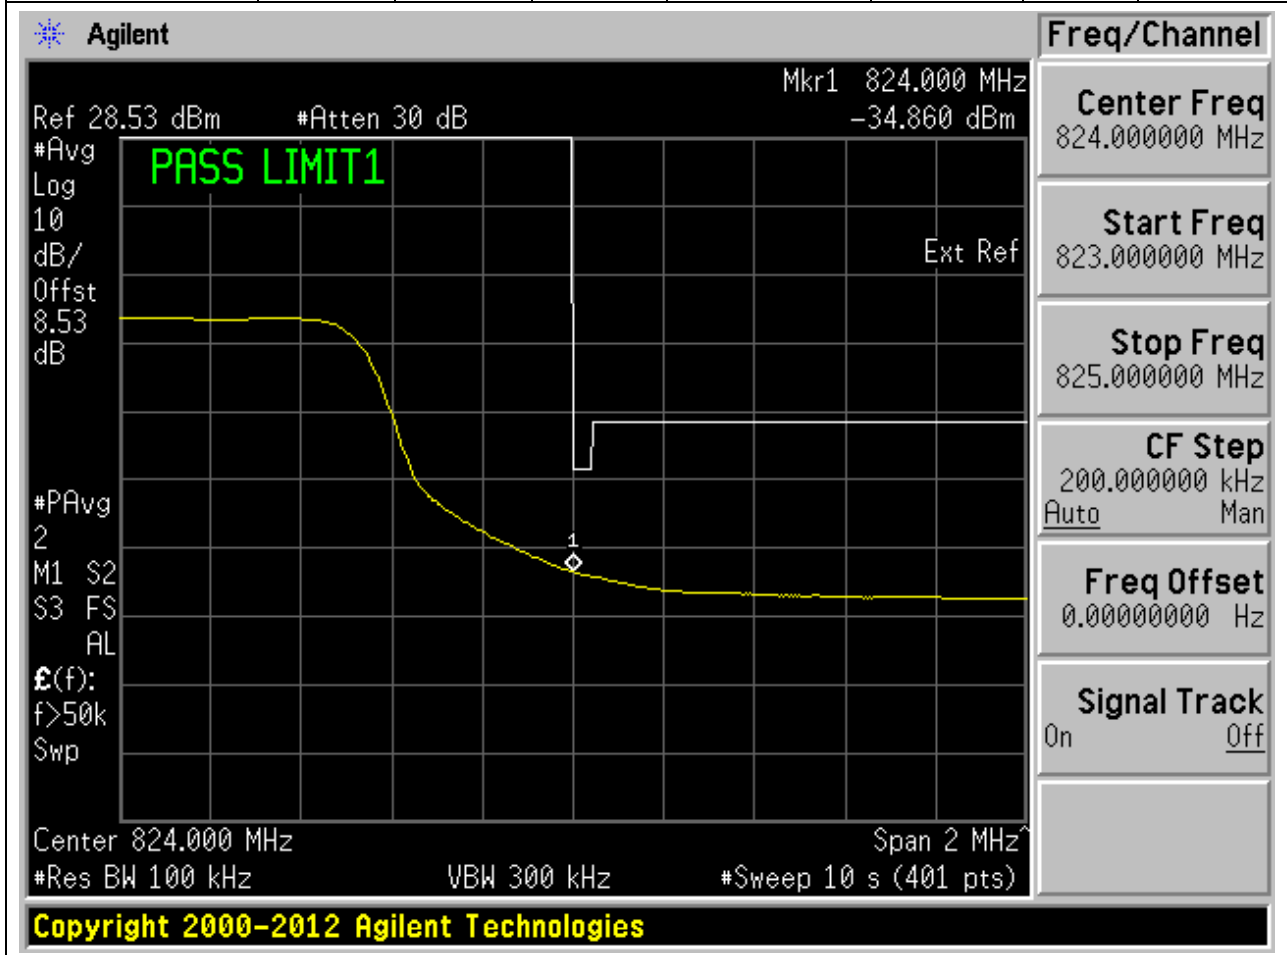 Agilent
Freq/Channel
Mkr1 824.000 MHz
Ref 28.53 dBm #Atten 30 dB -34.860 dBm
#Avg
Log
10
dB/
Offst
8.53
dB
PASS LIMIT1
Ext Ref
1
#PAvg
2
M1 S2
S3 FS
AL
£(f):
f>50k
Swp
Center 824.000 MHz Span 2 MHz^
#Res BW 100 kHz VBW 300 kHz #Sweep 10 s (401 pts)
Center Freq
824.000000 MHz
Start Freq
823.000000 MHz
Stop Freq
825.000000 MHz
CF Step
200.000000 kHz
Auto Man
Freq Offset
0.00000000 Hz
Signal Track
On Off
Copyright 2000-2012 Agilent Technologies